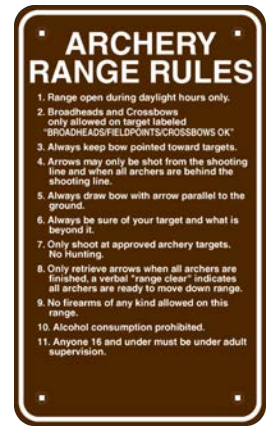 ARCHERY
RANGE RULES
1. Range open during daylight hours only.
2. Broadheads and Crossbows
only allowed on target labeled
"BROADHEADS/FIELDPOINTS/CROSSBOWS OK"
3. Always keep bow pointed toward targets.
4. Arrows may only be shot from the shooting
line and when all archers are behind the
shooting line.
5. Always draw bow with arrow parallel to the
ground.
6. Always be sure of your target and what is
beyond it.
7. Only shoot at approved archery targets.
No Hunting.
8. Only retrieve arrows when all archers are
finished, a verbal "range clear" indicates
all archers are ready to move down range.
9. No firearms of any kind allowed on this
range.
10. Alcohol consumption prohibited.
11. Anyone 16 and under must be under adult
supervision.